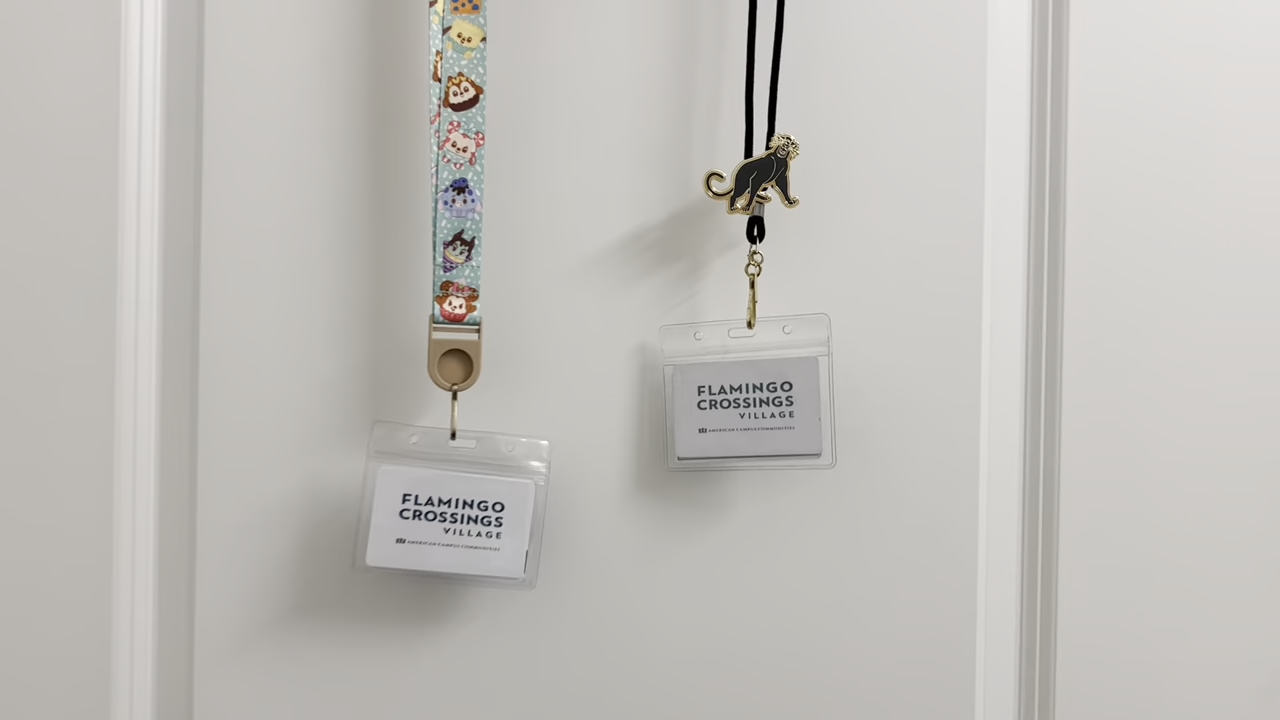 FLAMINGO
CROSSINGS
VILLAGE
AMERICAN CAMPUS COMMUNITIES
FLAMINGO
CROSSINGS
VILLAGE
AMERICAN CAMPUS COMMUNITIES